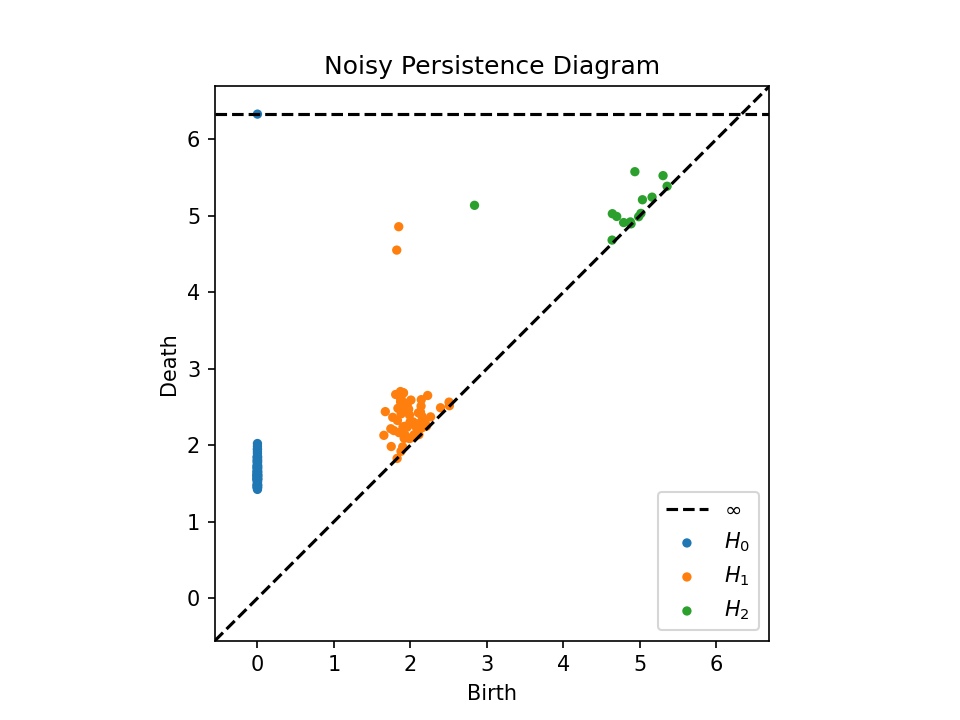 Noisy Persistence Diagram
Death
6
5
4
3
2
1
0
0 1 2 3 4 5 6
Birth
∞
H₀
H₁
H₂